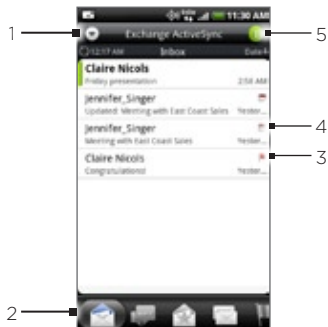 11:30 AM
1
Exchange ActiveSync
5
12:17 AM Inbox Date
Claire Nicols
Friday presentation 2:58 AM
Jennifer_Singer
Updated: Meeting with East Coast Sales Yester...
Jennifer_Singer
4
Meeting with East Coast Sales Yester...
Claire Nicols
3
Congratulations! Yester...
2